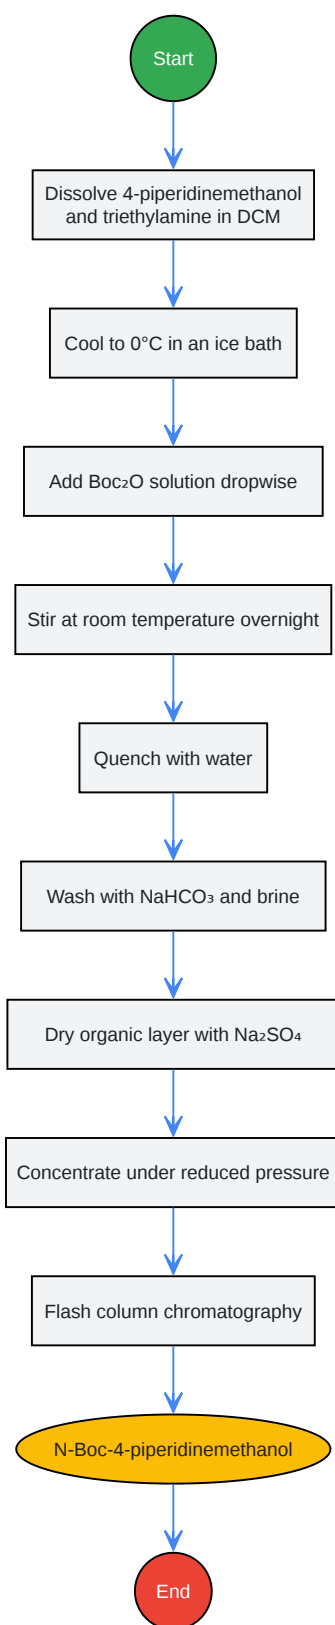 Start
Dissolve 4-piperidinemethanol
and triethylamine in DCM
Cool to 0°C in an ice bath
Add Boc₂O solution dropwise
Stir at room temperature overnight
Quench with water
Wash with NaHCO₃ and brine
Dry organic layer with Na₂SO₄
Concentrate under reduced pressure
Flash column chromatography
N-Boc-4-piperidinemethanol
End